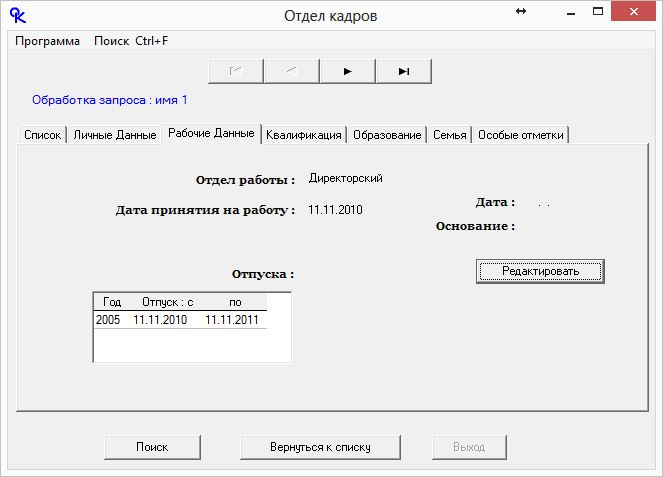 Отдел кадров
Программа Поиск Ctrl+F
Обработка запроса : имя 1
Список Личные Данные Рабочие Данные Квалификация Образование Семья Особые отметки
Отдел работы : Директорский
Дата принятия на работу : 11.11.2010
Дата : . .
Основание :
Отпуска :
Редактировать
Год Отпуск : с по
2005 11.11.2010 11.11.2011
Поиск Вернуться к списку Выход